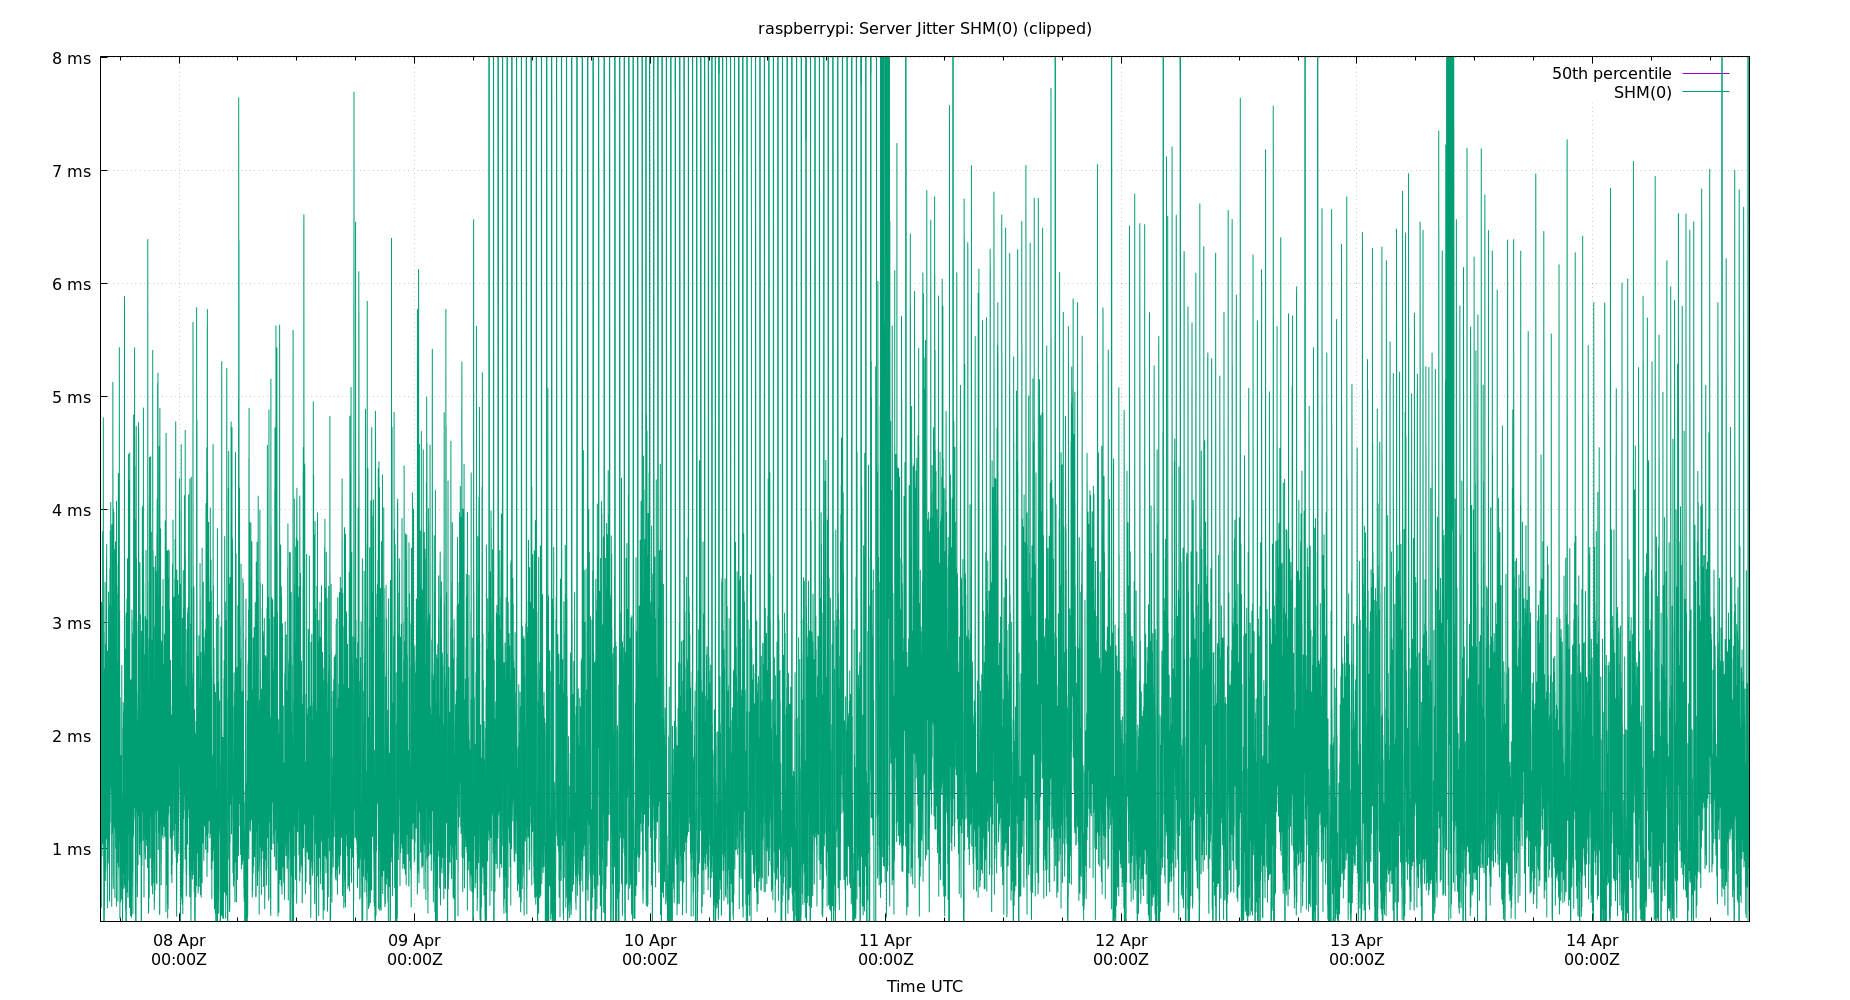 raspberrypi: Server Jitter SHM(0) (clipped)
8 ms
7 ms
6 ms
5 ms
4 ms
3 ms
2 ms
1 ms
50th percentile
SHM(0)
08 Apr
00:00Z
09 Apr
00:00Z
10 Apr
00:00Z
11 Apr
00:00Z
12 Apr
00:00Z
13 Apr
00:00Z
14 Apr
00:00Z
Time UTC